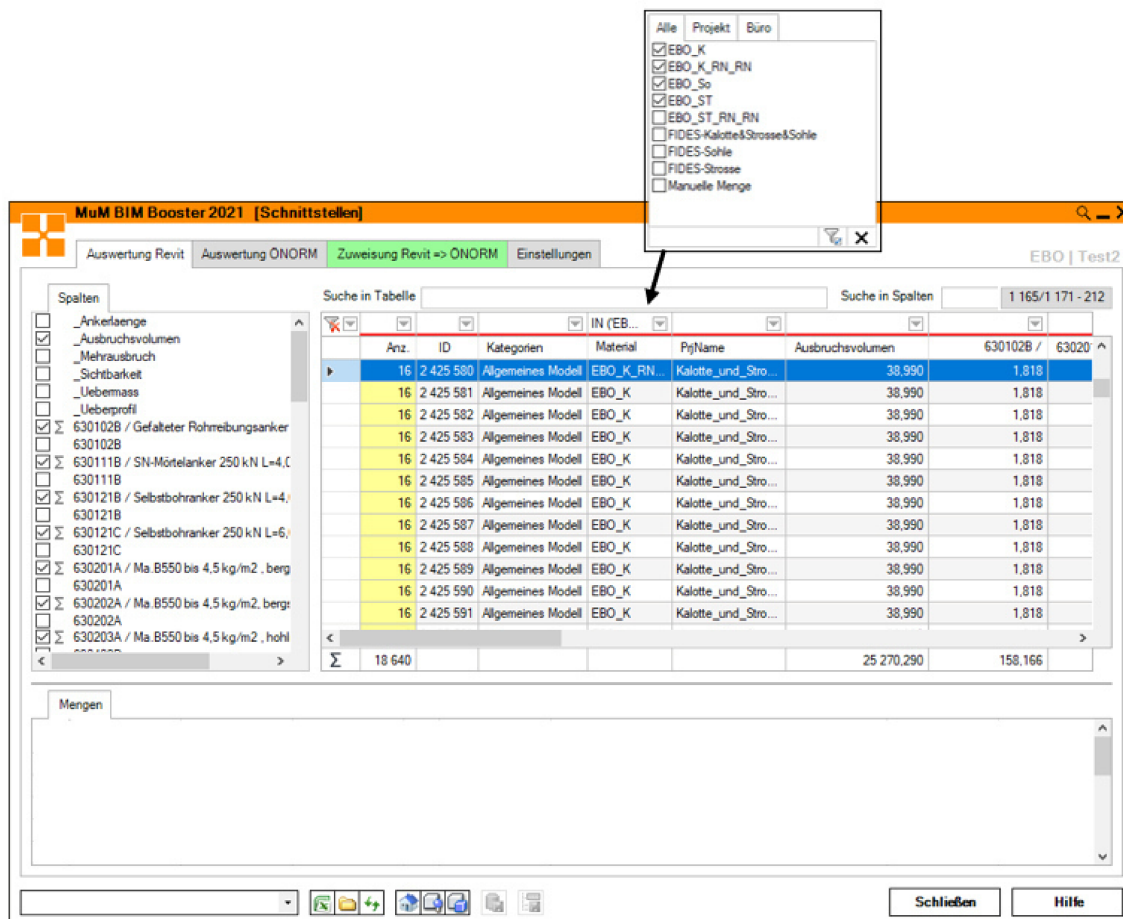 Alle Projekt Büro
EBO_K
EBO_K_RN_RN
EBO_So
EBO_ST
EBO_ST_RN_RN
FIDES-Kalotte&Strosse&Sohle
FIDES-Sohle
FIDES-Strosse
Manuelle Menge
MuM BIM Booster 2021 [Schnittstellen]
Auswertung Revit Auswertung ÖNORM Zuweisung Revit => ÖNORM Einstellungen
EBO | Test2
Spalten
_Ankerlaenge
_Ausbruchsvolumen
_Mehrausbruch
_Sichtbarkeit
_Uebermass
_Ueberprofil
Σ 630102B / Gefalteter Rohrreibungsanker
630102B
Σ 630111B / SN-Mörtelanker 250 kN L=4,0
630111B
Σ 630121B / Selbstbohranker 250 kN L=4,
630121B
Σ 630121C / Selbstbohranker 250 kN L=6,
630121C
Σ 630201A / Ma.B550 bis 4,5 kg/m2 , berg
630201A
Σ 630202A / Ma.B550 bis 4,5 kg/m2, bergs
630202A
Σ 630203A / Ma.B550 bis 4,5 kg/m2 , hohl
Suche in Tabelle Suche in Spalten 1 165/1 171 - 212
IN ('EB...
Anz. ID Kategorien Material PrjName Ausbruchsvolumen 630102B / 63020
16 2 425 580 Allgemeines Modell EBO_K_RN... Kalotte_und_Stro... 38,990 1,818
16 2 425 581 Allgemeines Modell EBO_K Kalotte_und_Stro... 38,990 1,818
16 2 425 582 Allgemeines Modell EBO_K Kalotte_und_Stro... 38,990 1,818
16 2 425 583 Allgemeines Modell EBO_K Kalotte_und_Stro... 38,990 1,818
16 2 425 584 Allgemeines Modell EBO_K Kalotte_und_Stro... 38,990 1,818
16 2 425 585 Allgemeines Modell EBO_K Kalotte_und_Stro... 38,990 1,818
16 2 425 586 Allgemeines Modell EBO_K Kalotte_und_Stro... 38,990 1,818
16 2 425 587 Allgemeines Modell EBO_K Kalotte_und_Stro... 38,990 1,818
16 2 425 588 Allgemeines Modell EBO_K Kalotte_und_Stro... 38,990 1,818
16 2 425 589 Allgemeines Modell EBO_K Kalotte_und_Stro... 38,990 1,818
16 2 425 590 Allgemeines Modell EBO_K Kalotte_und_Stro... 38,990 1,818
16 2 425 591 Allgemeines Modell EBO_K Kalotte_und_Stro... 38,990 1,818
Σ 18 640 25 270,290 158,166
Mengen
Schließen Hilfe